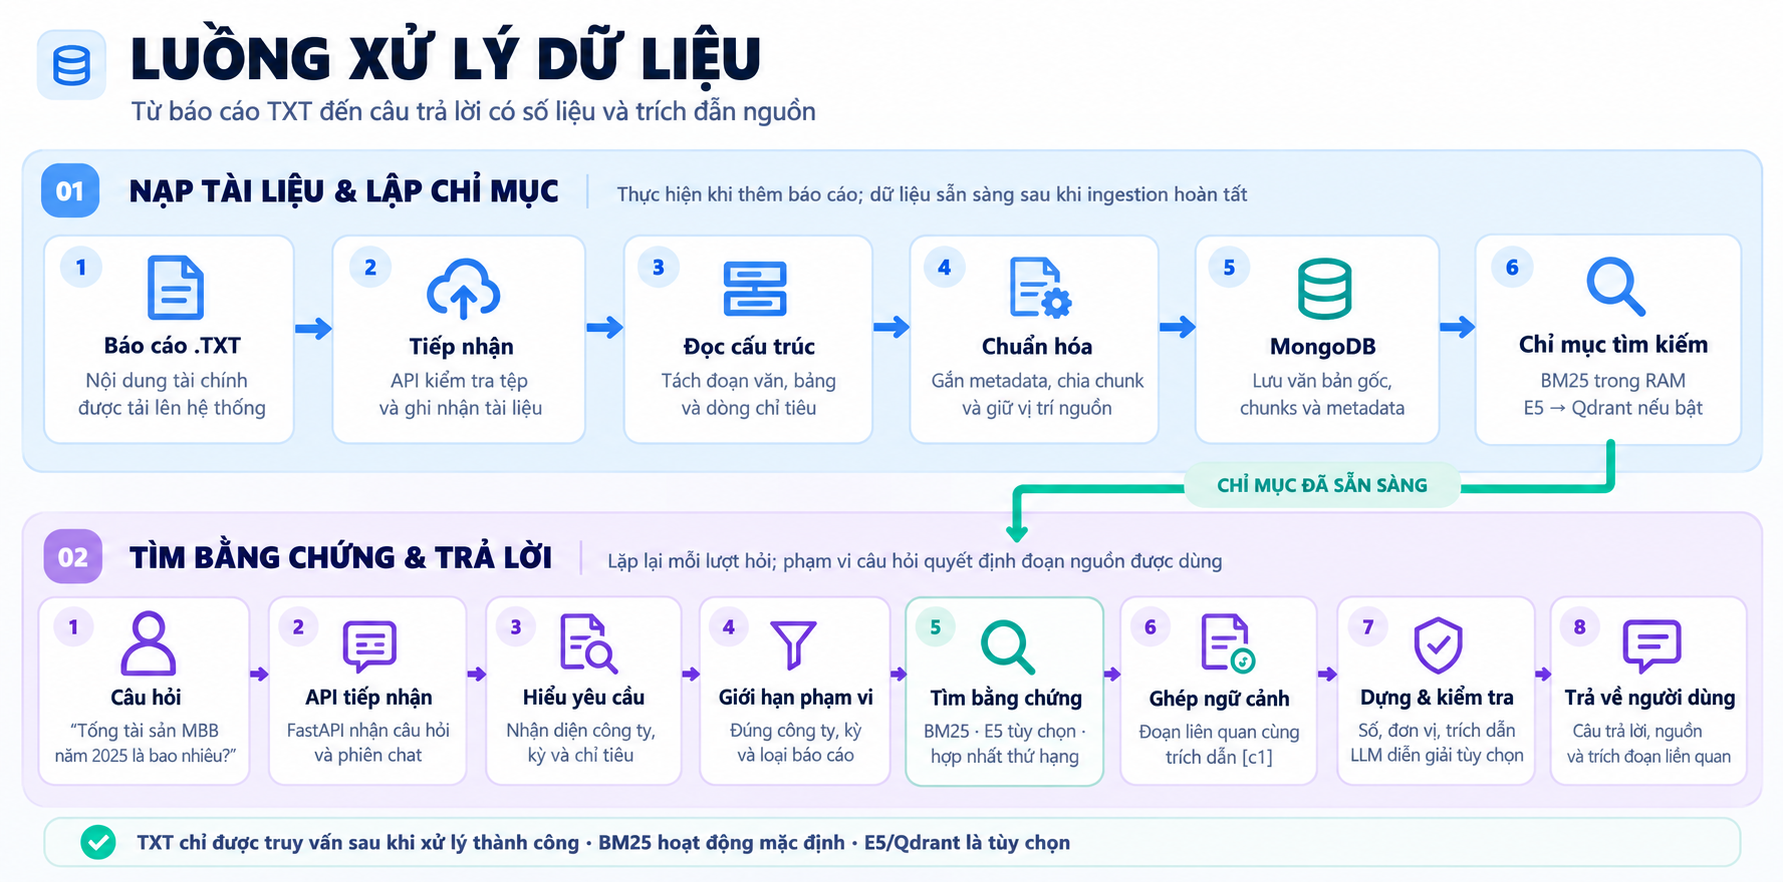 LUỒNG XỬ LÝ DỮ LIỆU
Từ báo cáo TXT đến câu trả lời có số liệu và trích dẫn nguồn
01
NẠP TÀI LIỆU & LẬP CHỈ MỤC
Thực hiện khi thêm báo cáo; dữ liệu sẵn sàng sau khi ingestion hoàn tất
1
Báo cáo .TXT
Nội dung tài chính
được tải lên hệ thống
2
Tiếp nhận
API kiểm tra tệp
và ghi nhận tài liệu
3
Đọc cấu trúc
Tách đoạn văn, bảng
và dòng chỉ tiêu
4
Chuẩn hóa
Gắn metadata, chia chunk
và giữ vị trí nguồn
5
MongoDB
Lưu văn bản gốc,
chunks và metadata
6
Chỉ mục tìm kiếm
BM25 trong RAM
E5 → Qdrant nếu bật
CHỈ MỤC ĐÃ SẴN SÀNG
02
TÌM BẰNG CHỨNG & TRẢ LỜI
Lặp lại mỗi lượt hỏi; phạm vi câu hỏi quyết định đoạn nguồn được dùng
1
Câu hỏi
“Tổng tài sản MBB
năm 2025 là bao nhiêu?”
2
API tiếp nhận
FastAPI nhận câu hỏi
và phiên chat
3
Hiểu yêu cầu
Nhận diện công ty,
kỳ và chỉ tiêu
4
Giới hạn phạm vi
Đúng công ty, kỳ
và loại báo cáo
5
Tìm bằng chứng
BM25 · E5 tùy chọn ·
hợp nhất thứ hạng
6
Ghép ngữ cảnh
Đoạn liên quan cùng
trích dẫn [c1]
7
Dựng & kiểm tra
Số, đơn vị, trích dẫn
LLM diễn giải tùy chọn
8
Trả về người dùng
Câu trả lời, nguồn
và trích đoạn liên quan
TXT chỉ được truy vấn sau khi xử lý thành công · BM25 hoạt động mặc định · E5/Qdrant là tùy chọn